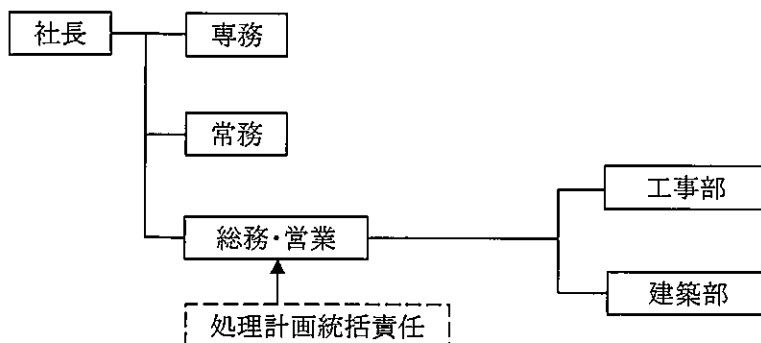 社長
専務
常務
総務・営業
工事部
建築部
処理計画統括責任